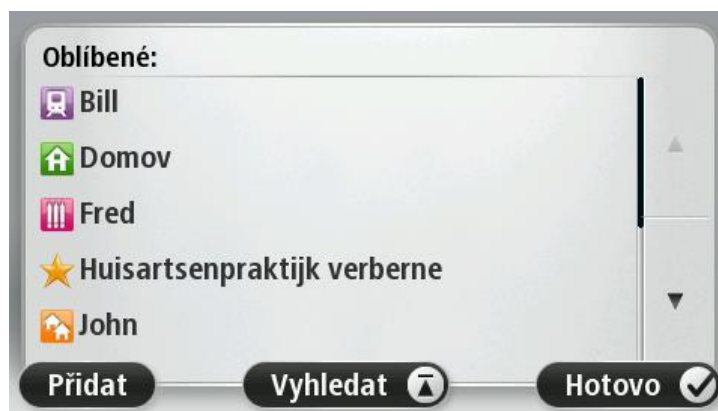 Oblíbené:
Bill
Domov
Fred
Huisartsenpraktijk verberne
John
Přidat
Vyhledat
Hotovo